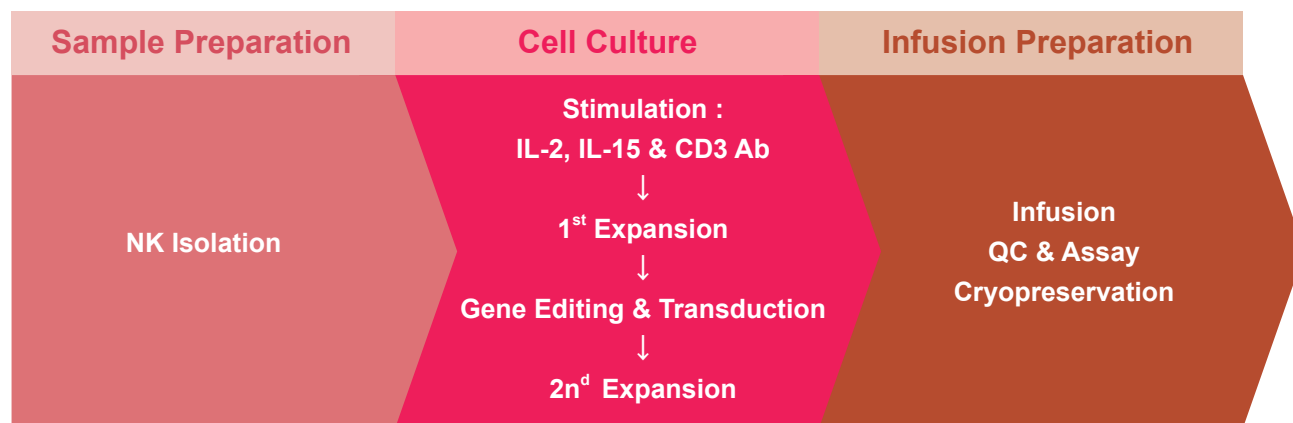 Sample Preparation
Cell Culture
Infusion Preparation
NK Isolation
Stimulation :
IL-2, IL-15 & CD3 Ab
↓
1st Expansion
↓
Gene Editing & Transduction
↓
2nd Expansion
Infusion
QC & Assay
Cryopreservation